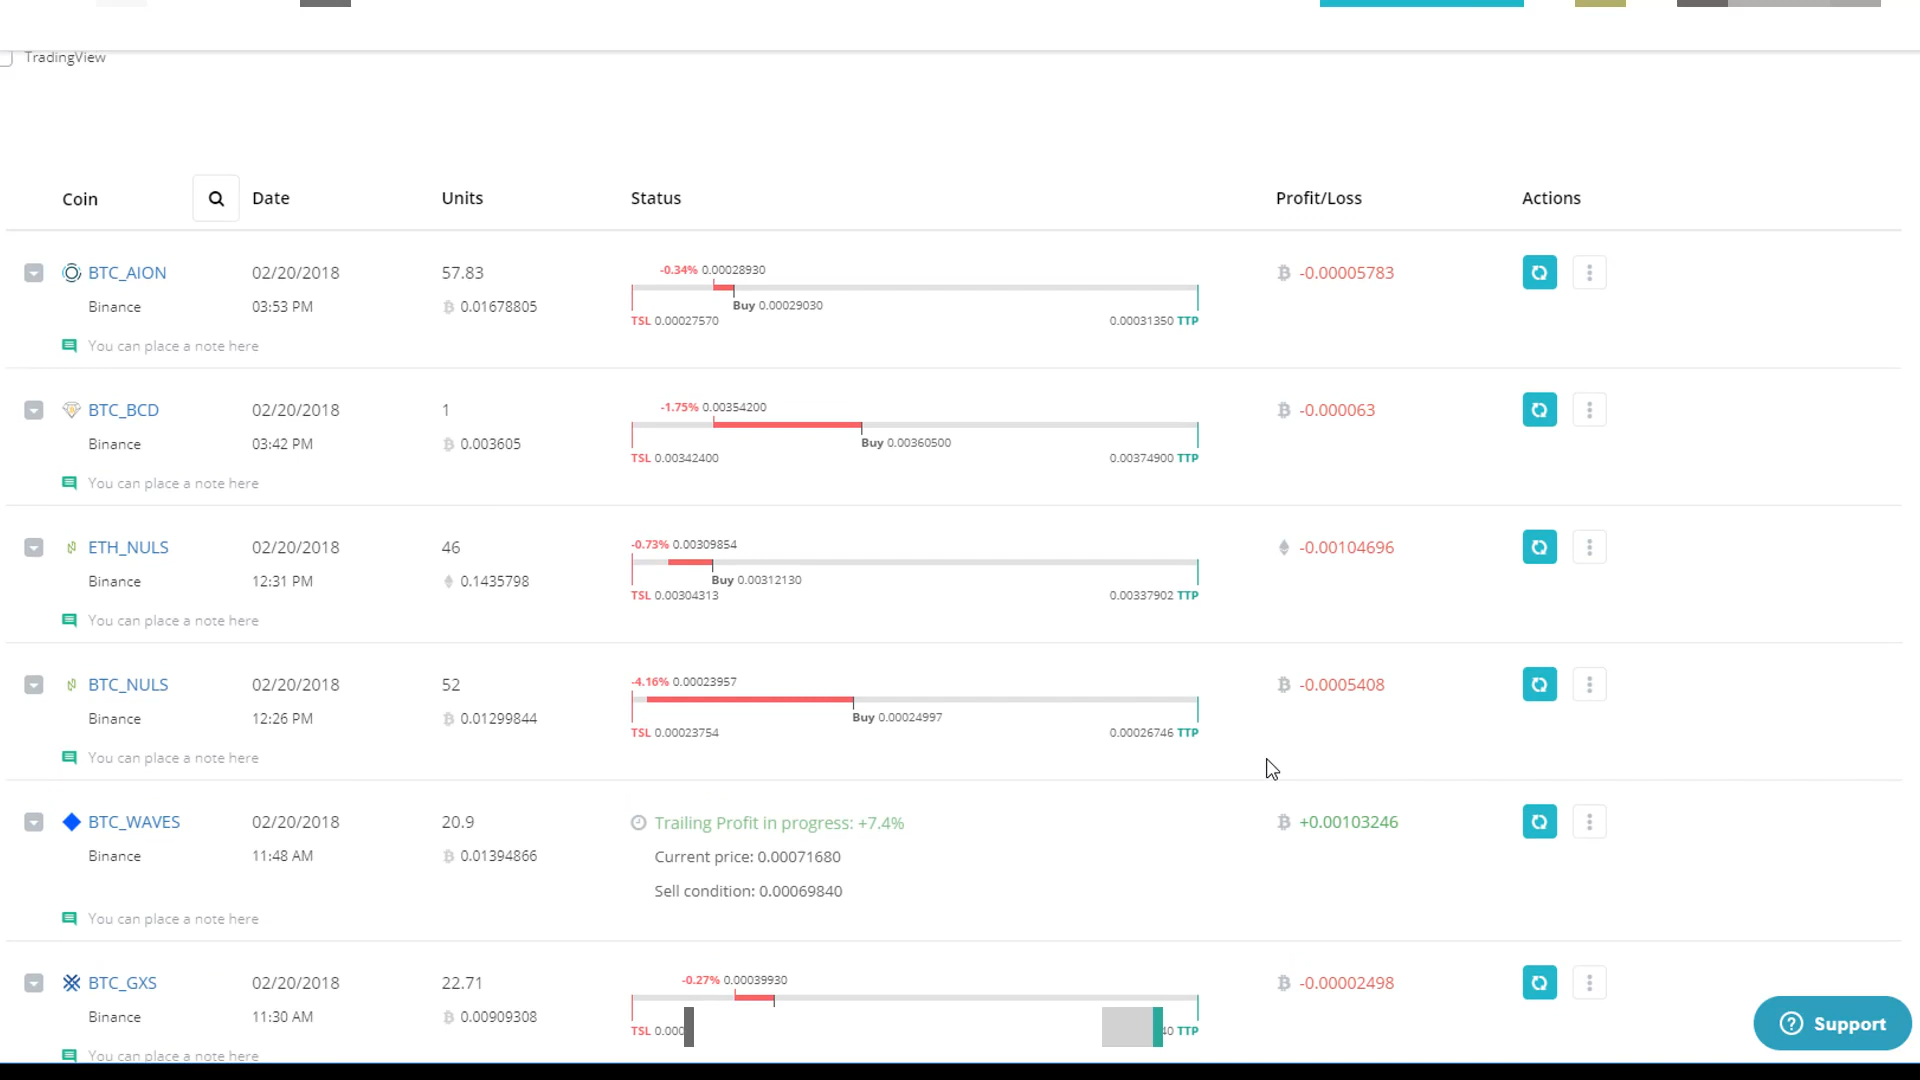 TradingView
Coin Date Units Status Profit/Loss Actions
BTC_AION 02/20/2018 57.83 -0.34% 0.00028930 -0.00005783
Binance 03:53 PM 0.01678805 Buy 0.00029030
TSL 0.00027570 0.00031350 TTP
You can place a note here
BTC_BCD 02/20/2018 1 -1.75% 0.00354200 -0.000063
Binance 03:42 PM 0.003605 Buy 0.00360500
TSL 0.00342400 0.00374900 TTP
You can place a note here
ETH_NULS 02/20/2018 46 -0.73% 0.00309854 -0.00104696
Binance 12:31 PM 0.1435798 Buy 0.00312130
TSL 0.00304313 0.00337902 TTP
You can place a note here
BTC_NULS 02/20/2018 52 -4.16% 0.00023957 -0.0005408
Binance 12:26 PM 0.01299844 Buy 0.00024997
TSL 0.00023754 0.00026746 TTP
You can place a note here
BTC_WAVES 02/20/2018 20.9 Trailing Profit in progress: +7.4% +0.00103246
Binance 11:48 AM 0.01394866 Current price: 0.00071680
Sell condition: 0.00069840
You can place a note here
BTC_GXS 02/20/2018 22.71 -0.27% 0.00039930 -0.00002498
Binance 11:30 AM 0.00909308
TSL TTP
You can place a note here
Support